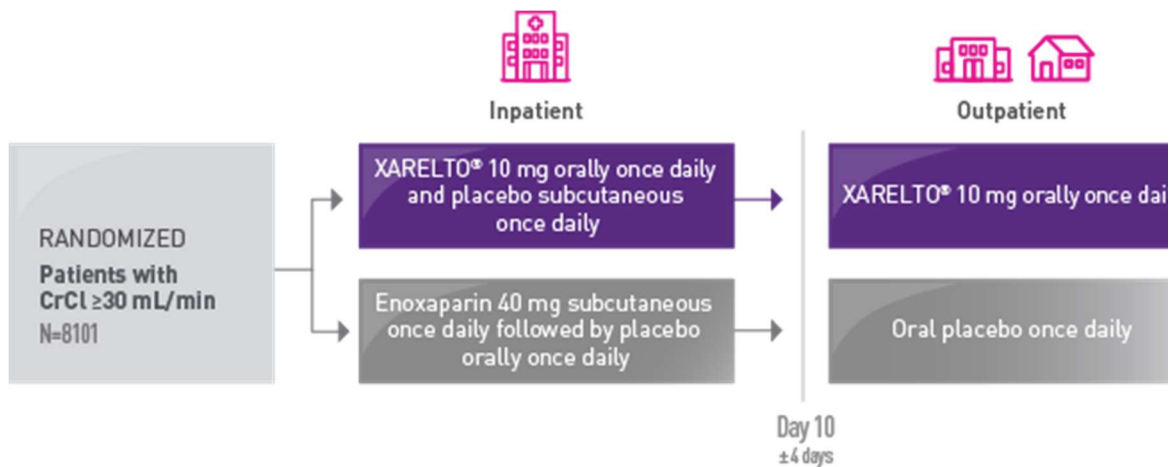 Inpatient
Outpatient
RANDOMIZED
Patients with
CrCl ≥30 mL/min
N=8101
XARELTO® 10 mg orally once daily
and placebo subcutaneous
once daily
Enoxaparin 40 mg subcutaneous
once daily followed by placebo
orally once daily
XARELTO® 10 mg orally once dai
Oral placebo once daily
Day 10
±4 days